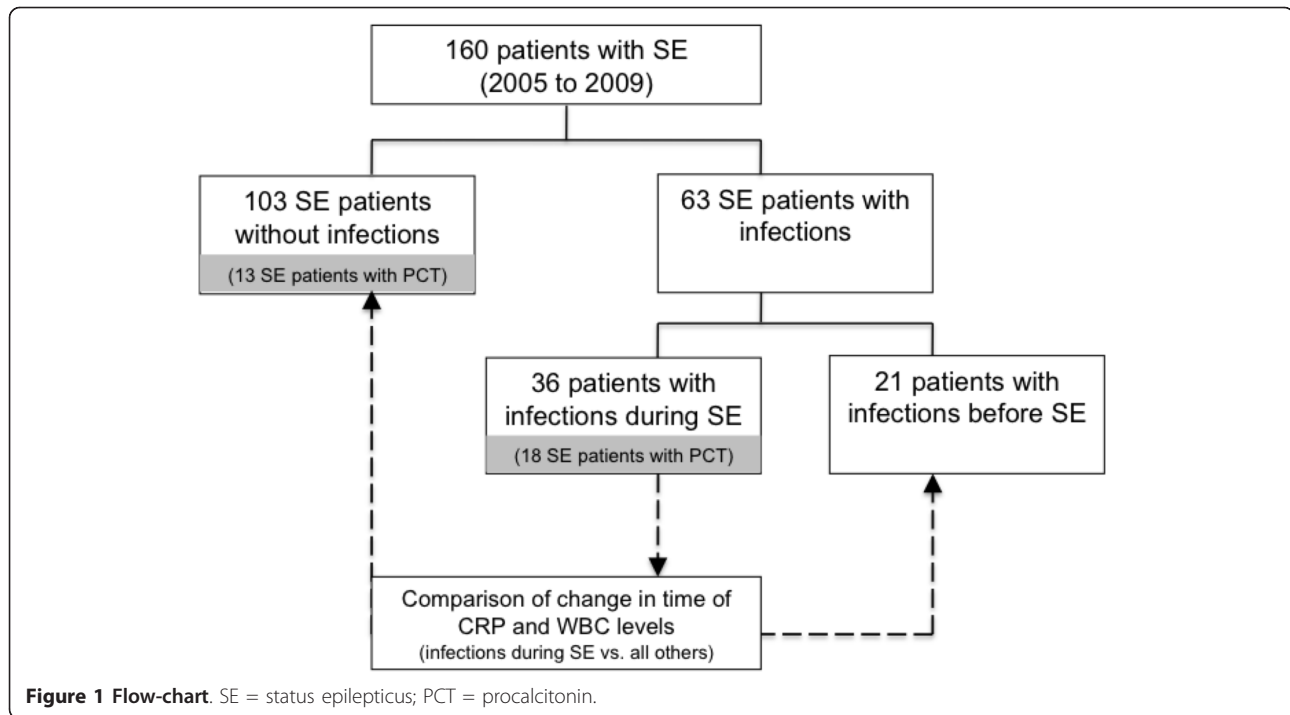 160 patients with SE
(2005 to 2009)
103 SE patients
without infections
(13 SE patients with PCT)
63 SE patients with
infections
36 patients with
infections during SE
(18 SE patients with PCT)
21 patients with
infections before SE
Comparison of change in time of
CRP and WBC levels
(infections during SE vs. all others)
Figure 1 Flow-chart. SE = status epilepticus; PCT = procalcitonin.